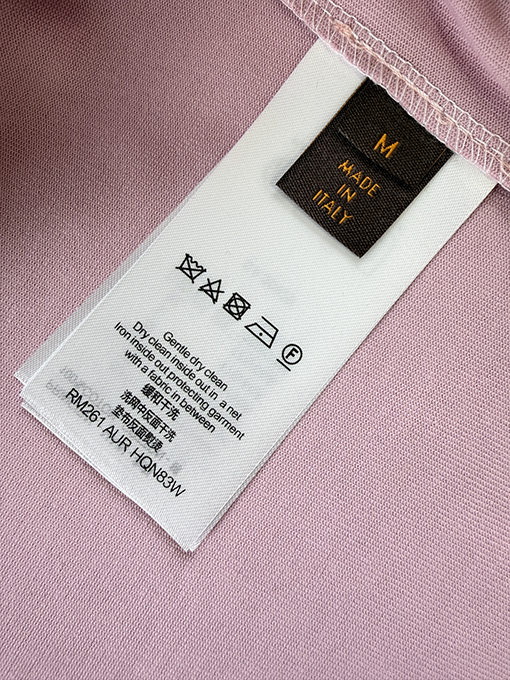 M
MADE
IN
ITALY
F
Gentle dry clean
Dry clean inside out in a net
Iron inside out protecting garment
with a fabric in between
缓和干洗
洗网中反面干洗
垫布反面熨烫
RM261 AUR HQN83W